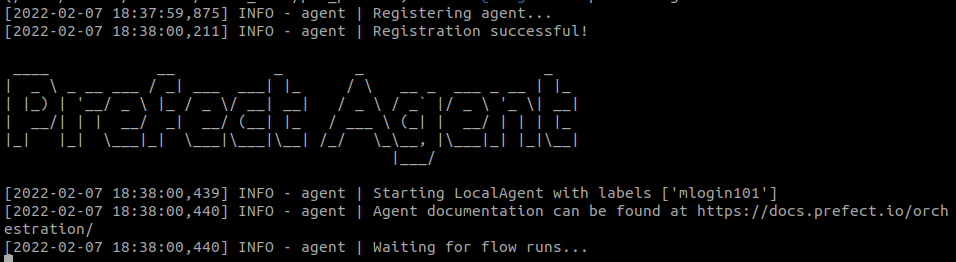 [2022-02-07 18:37:59,875] INFO - agent | Registering agent...
[2022-02-07 18:38:00,211] INFO - agent | Registration successful!
Prefect Agent
[2022-02-07 18:38:00,439] INFO - agent | Starting LocalAgent with labels ['mlogin101']
[2022-02-07 18:38:00,440] INFO - agent | Agent documentation can be found at https://docs.prefect.io/orch
estration/
[2022-02-07 18:38:00,440] INFO - agent | Waiting for flow runs...